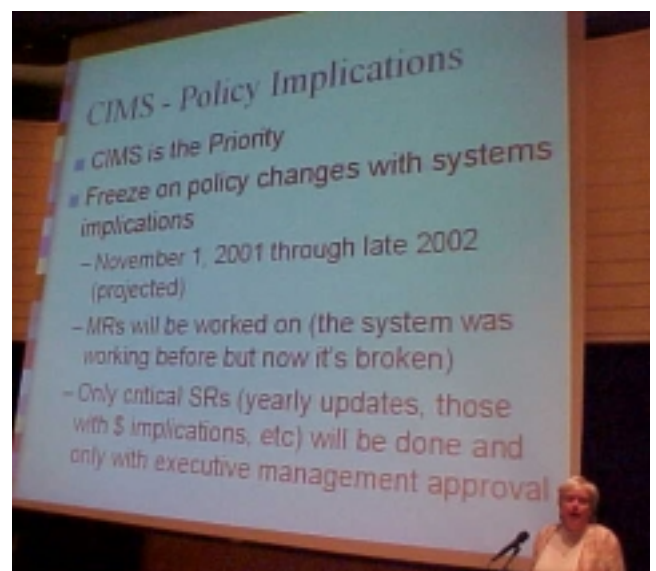 CIMS - Policy Implications
CIMS is the Priority
Freeze on policy changes with systems
implications
– November 1, 2001 through late 2002
(projected)
– MRs will be worked on (the system was
working before but now it's broken)
– Only critical SRs (yearly updates, those
with $ implications, etc) will be done and
only with executive management approval